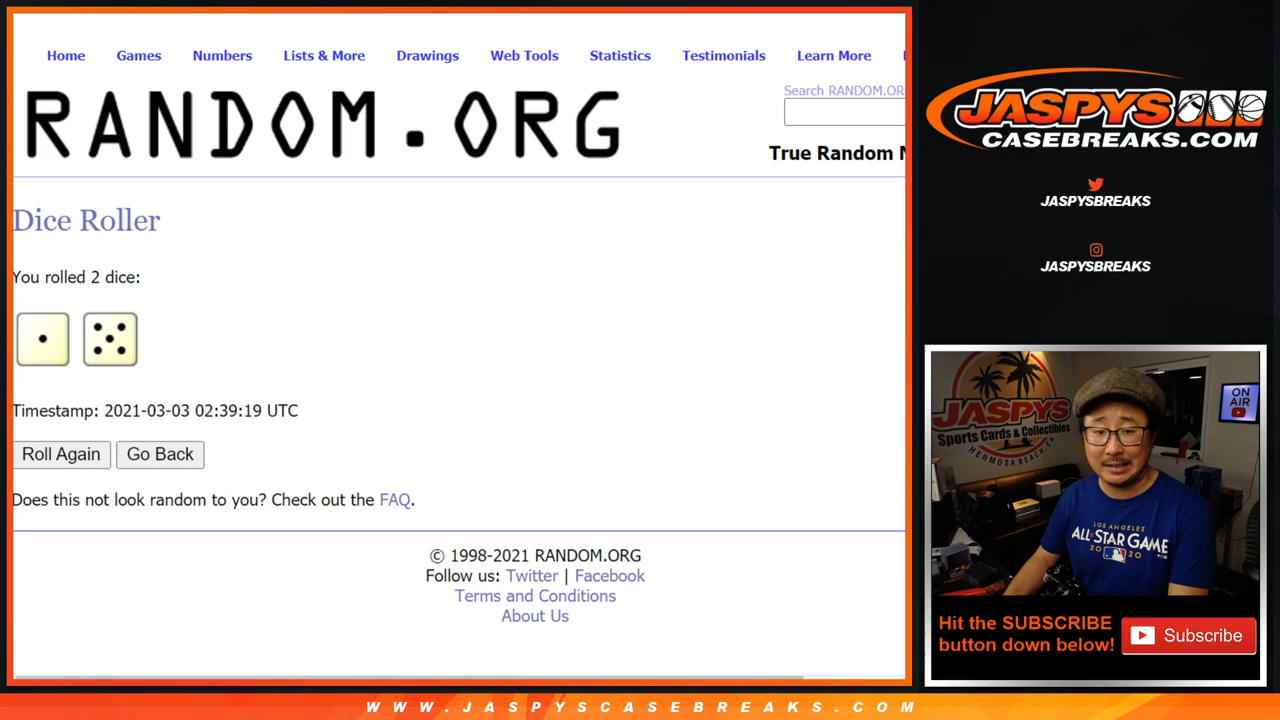 Home Games Numbers Lists & More Drawings Web Tools Statistics Testimonials Learn More
RANDOM.ORG
Search RANDOM.OR
True Random
Dice Roller
You rolled 2 dice:
Timestamp: 2021-03-03 02:39:19 UTC
Roll Again Go Back
Does this not look random to you? Check out the FAQ.
© 1998-2021 RANDOM.ORG
Follow us: Twitter | Facebook
Terms and Conditions
About Us
JASPYS
CASEBREAKS.COM
JASPYSBREAKS
JASPYSBREAKS
JASPYS
Sports Cards & Collectibles
HERMOSA BEACH, CA
ON
AIR
LOS ANGELES
ALL-STAR GAME
2020
Hit the SUBSCRIBE
button down below!
Subscribe
WWW.JASPYSCASEBREAKS.COM